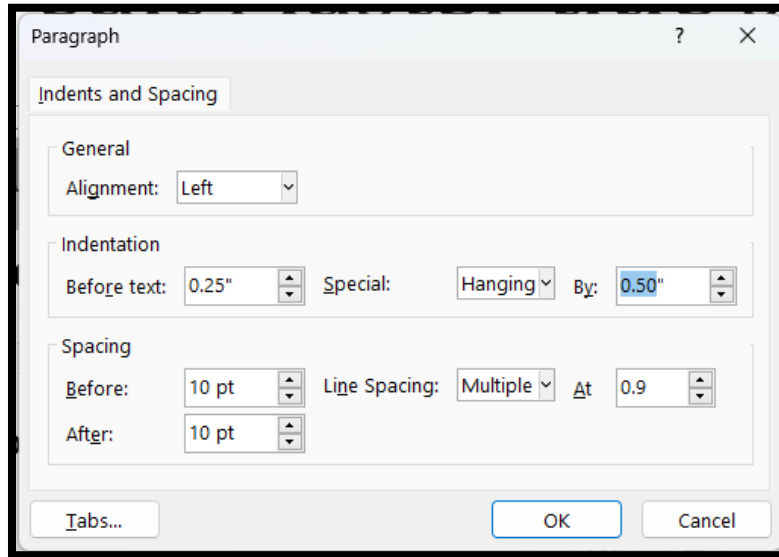 Paragraph ?
Indents and Spacing
General
Alignment: Left
Indentation
Before text: 0.25" Special: Hanging By: 0.50"
Spacing
Before: 10 pt Line Spacing: Multiple At 0.9
After: 10 pt
Tabs... OK Cancel